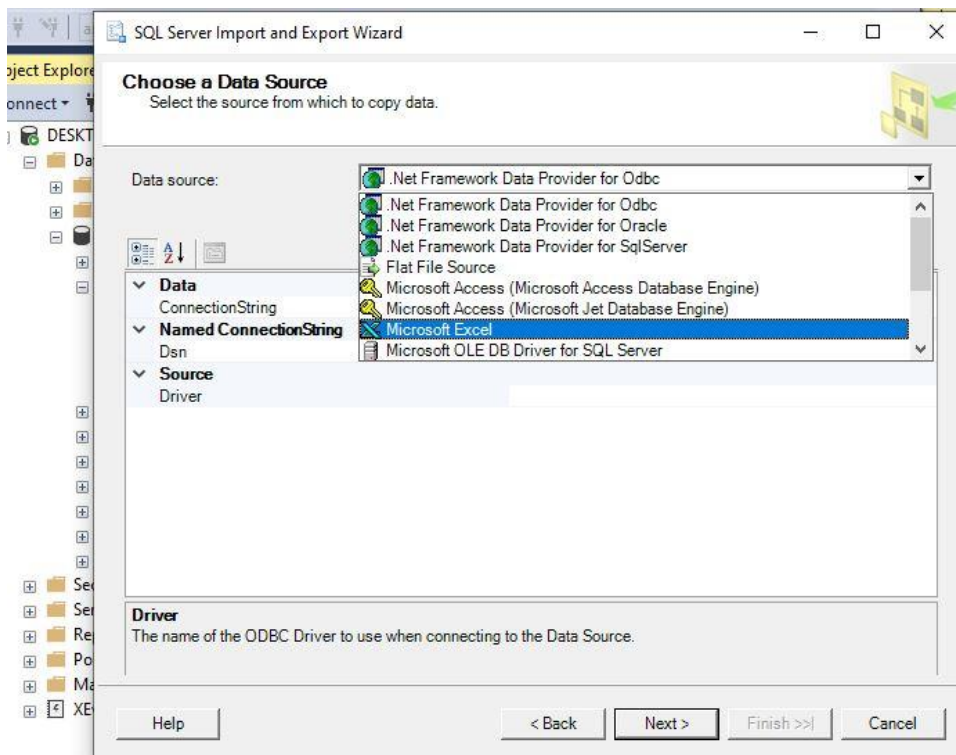 SQL Server Import and Export Wizard
ject Explore
onnect
Choose a Data Source
Select the source from which to copy data.
DESKT
Da
Data source:
.Net Framework Data Provider for Odbc
.Net Framework Data Provider for Odbc
.Net Framework Data Provider for Oracle
.Net Framework Data Provider for SqlServer
Flat File Source
Microsoft Access (Microsoft Access Database Engine)
Microsoft Access (Microsoft Jet Database Engine)
Microsoft Excel
Microsoft OLE DB Driver for SQL Server
A
Z
Data
ConnectionString
Named ConnectionString
Dsn
Source
Driver
Sec
Ser
Re
Po
Ma
XE
Driver
The name of the ODBC Driver to use when connecting to the Data Source.
Help
< Back
Next >
Finish >>|
Cancel